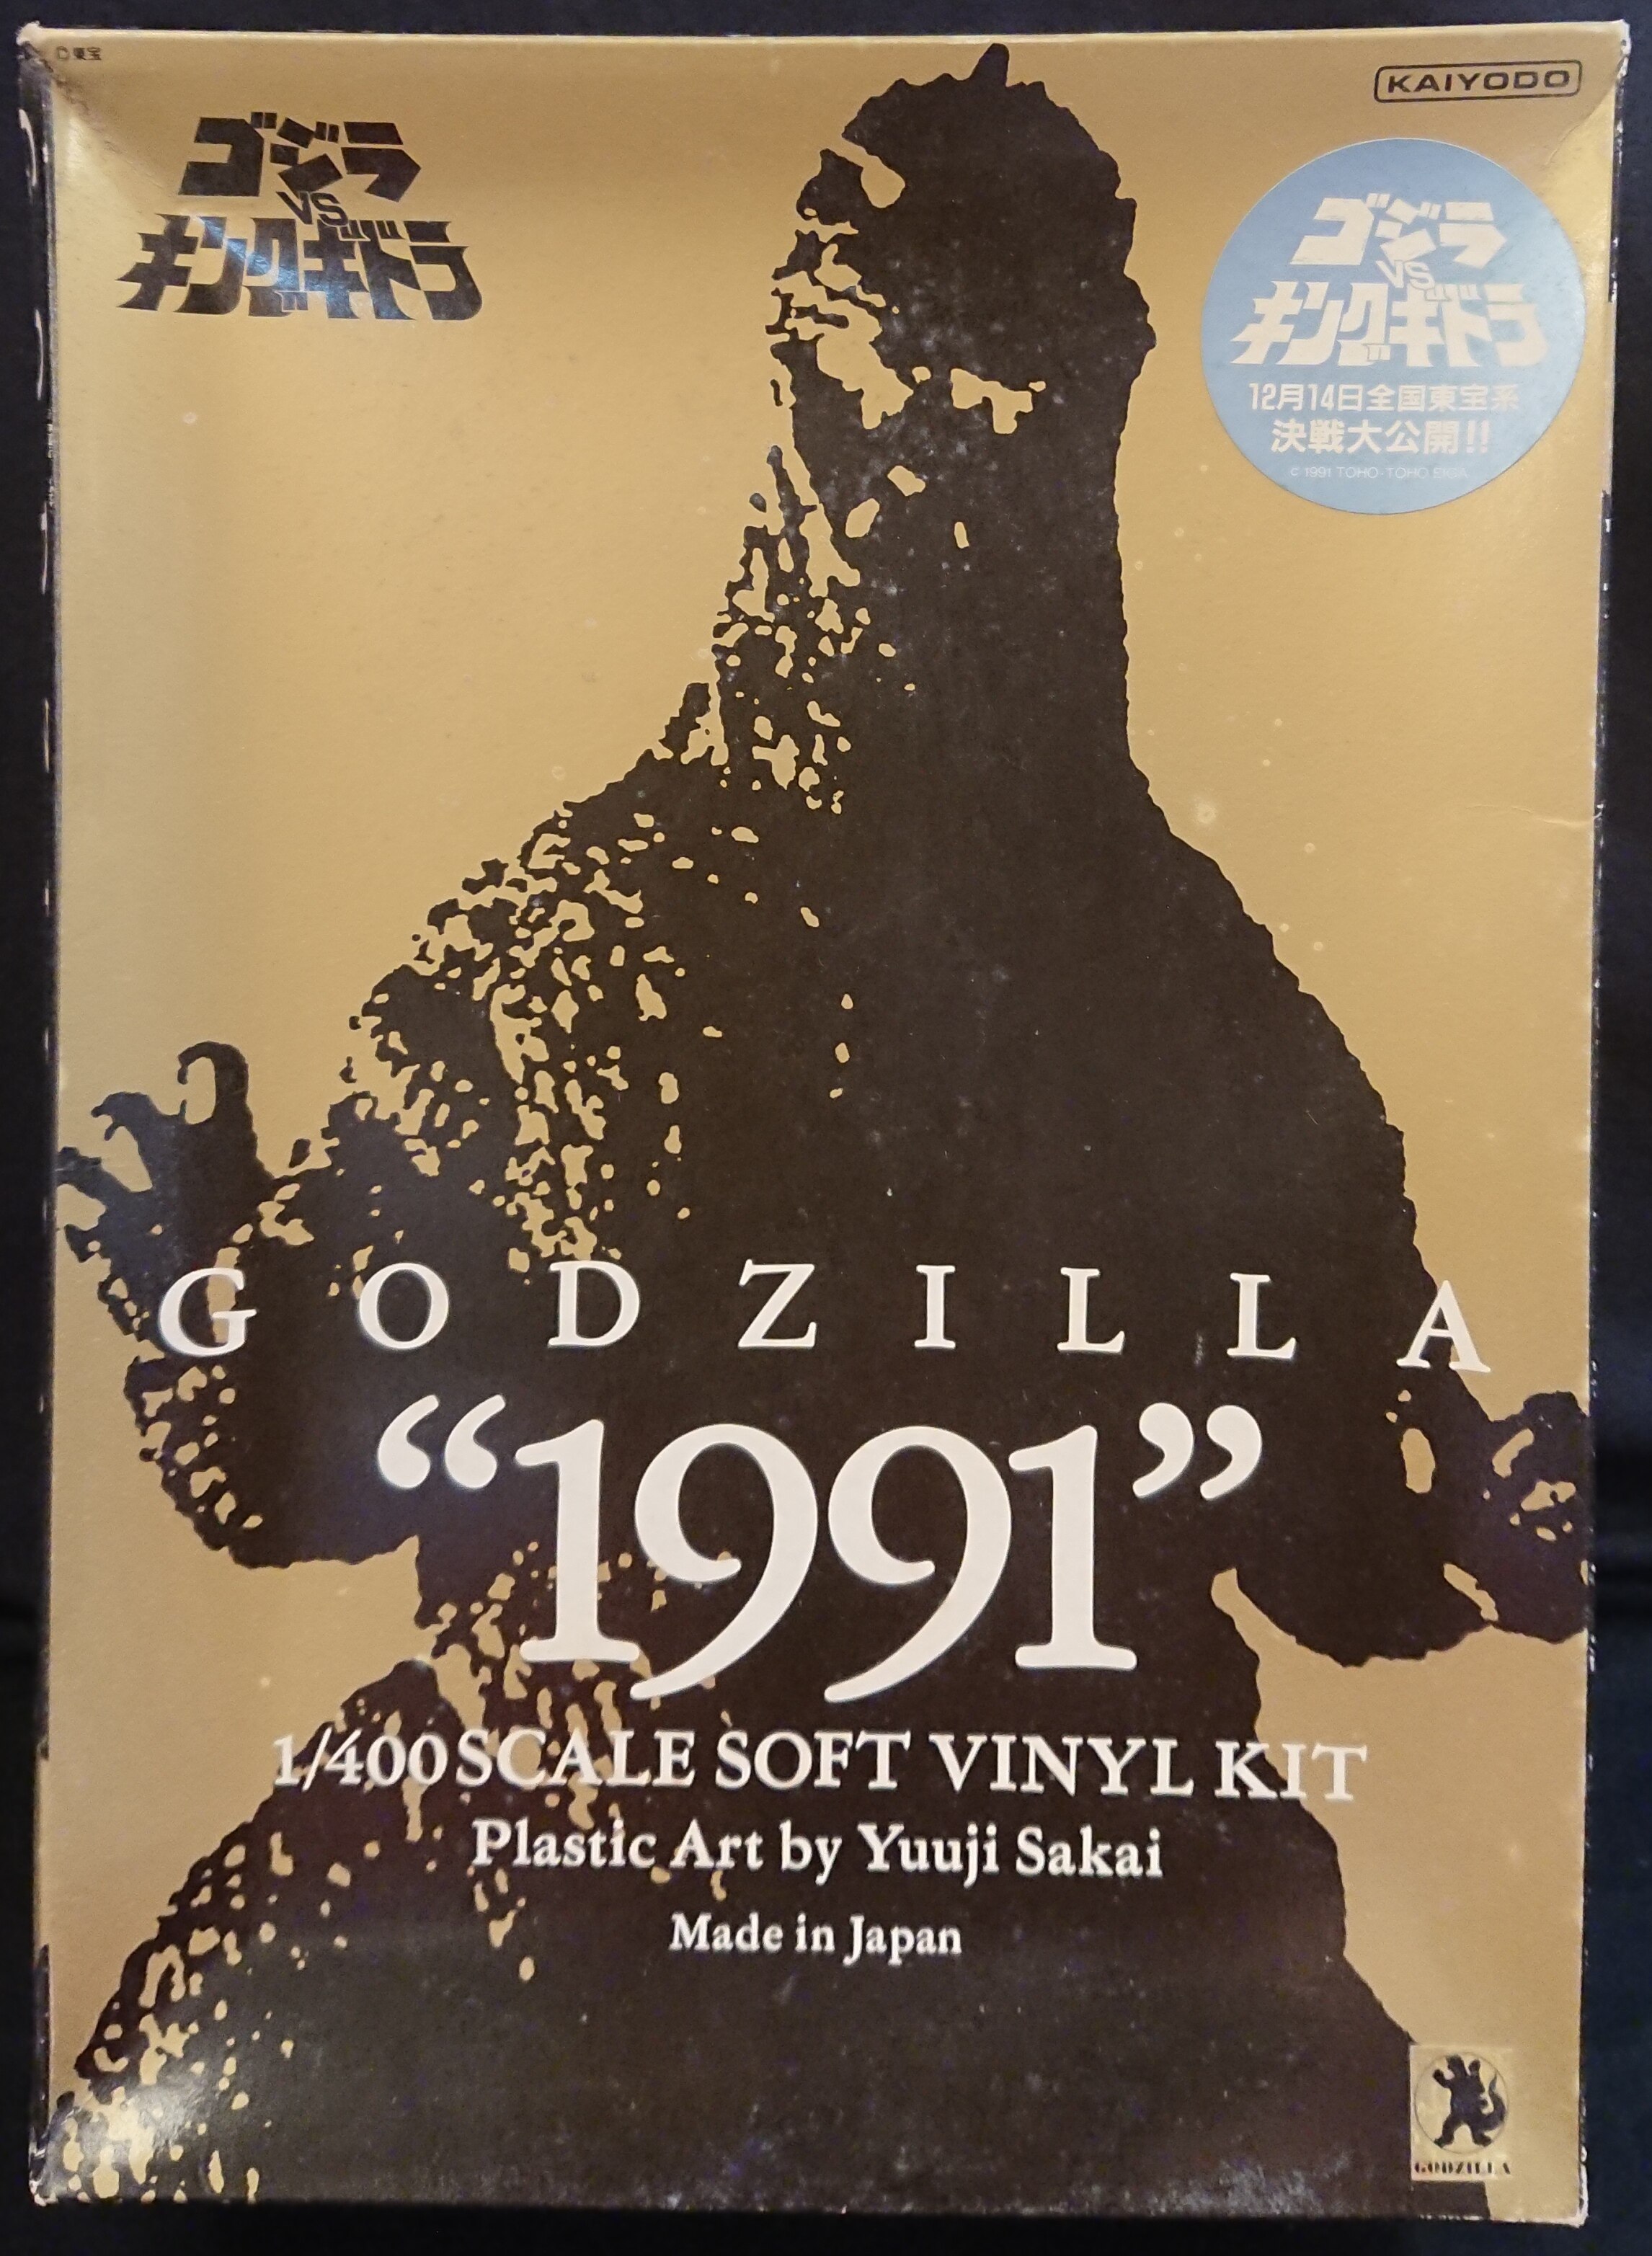 ©東宝
KAIYODO
ゴジラ
VS
キングギドラ
ゴジラ
VS
キングギドラ
12月14日全国東宝系
決戦大公開!!
© 1991 TOHO-TOHO EIGA
GODZILLA
“1991”
1/400 SCALE SOFT VINYL KIT
Plastic Art by Yuuji Sakai
Made in Japan
GODZILLA